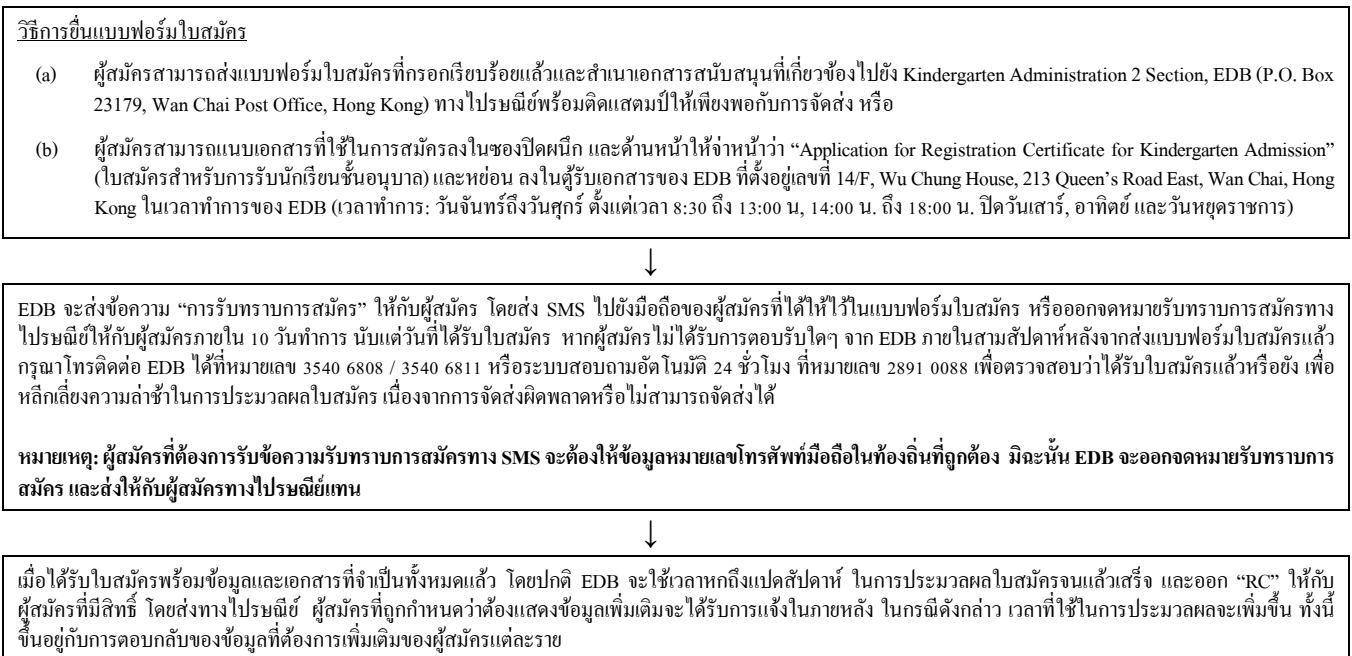 วิธีการยื่นแบบฟอร์มใบสมัคร
(a) ผู้สมัครสามารถส่งแบบฟอร์มใบสมัครที่กรอกเรียบร้อยแล้วและสำเนาเอกสารสนับสนุนที่เกี่ยวข้องไปยัง Kindergarten Administration 2 Section, EDB (P.O. Box
23179, Wan Chai Post Office, Hong Kong) ทางไปรษณีย์พร้อมติดแสตมป์ให้เพียงพอกับการจัดส่ง หรือ
(b) ผู้สมัครสามารถแนบเอกสารที่ใช้ในการสมัครลงในซองปิดผนึก และด้านหน้าให้จ่าหน้าว่า “Application for Registration Certificate for Kindergarten Admission”
(ใบสมัครสำหรับการรับนักเรียนชั้นอนุบาล) และหย่อน ลงในตู้รับเอกสารของ EDB ที่ตั้งอยู่เลขที่ 14/F, Wu Chung House, 213 Queen’s Road East, Wan Chai, Hong
Kong ในเวลาทำการของ EDB (เวลาทำการ: วันจันทร์ถึงวันศุกร์ ตั้งแต่เวลา 8:30 ถึง 13:00 น, 14:00 น. ถึง 18:00 น. ปิดวันเสาร์, อาทิตย์ และวันหยุดราชการ)
↓
EDB จะส่งข้อความ “การรับทราบการสมัคร” ให้กับผู้สมัคร โดยส่ง SMS ไปยังมือถือของผู้สมัครที่ได้ให้ไว้ในแบบฟอร์มใบสมัคร หรือออกจดหมายรับทราบการสมัครทาง
ไปรษณีย์ให้กับผู้สมัครภายใน 10 วันทำการ นับแต่วันที่ได้รับใบสมัคร หากผู้สมัครไม่ได้รับการตอบรับใดๆ จาก EDB ภายในสามสัปดาห์หลังจากส่งแบบฟอร์มใบสมัครแล้ว
กรุณาโทรติดต่อ EDB ได้ที่หมายเลข 3540 6808 / 3540 6811 หรือระบบสอบถามอัตโนมัติ 24 ชั่วโมง ที่หมายเลข 2891 0088 เพื่อตรวจสอบว่าได้รับใบสมัครแล้วหรือยัง เพื่อ
หลีกเลี่ยงความล่าช้าในการประมวลผลใบสมัคร เนื่องจากการจัดส่งผิดพลาดหรือไม่สามารถจัดส่งได้
หมายเหตุ: ผู้สมัครที่ต้องการรับข้อความรับทราบการสมัครทาง SMS จะต้องให้ข้อมูลหมายเลขโทรศัพท์มือถือในท้องถิ่นที่ถูกต้อง มิฉะนั้น EDB จะออกจดหมายรับทราบการ
สมัคร และส่งให้กับผู้สมัครทางไปรษณีย์แทน
↓
เมื่อได้รับใบสมัครพร้อมข้อมูลและเอกสารที่จำเป็นทั้งหมดแล้ว โดยปกติ EDB จะใช้เวลาหกถึงแปดสัปดาห์ ในการประมวลผลใบสมัครจนแล้วเสร็จ และออก “RC” ให้กับ
ผู้สมัครที่มีสิทธิ์ โดยส่งทางไปรษณีย์ ผู้สมัครที่ถูกกำหนดว่าต้องแสดงข้อมูลเพิ่มเติมจะได้รับการแจ้งในภายหลัง ในกรณีดังกล่าว เวลาที่ใช้ในการประมวลผลจะเพิ่มขึ้น ทั้งนี้
ขึ้นอยู่กับการตอบกลับของข้อมูลที่ต้องการเพิ่มเติมของผู้สมัครแต่ละราย